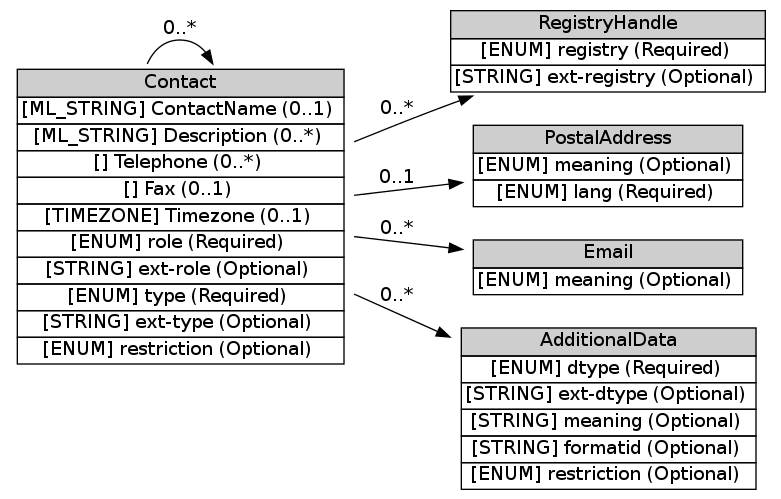 0..*
Contact
[ML_STRING] ContactName (0..1)
[ML_STRING] Description (0..*)
[] Telephone (0..*)
[] Fax (0..1)
[TIMEZONE] Timezone (0..1)
[ENUM] role (Required)
[STRING] ext-role (Optional)
[ENUM] type (Required)
[STRING] ext-type (Optional)
[ENUM] restriction (Optional)
0..*
RegistryHandle
[ENUM] registry (Required)
[STRING] ext-registry (Optional)
0..1
PostalAddress
[ENUM] meaning (Optional)
[ENUM] lang (Required)
0..*
Email
[ENUM] meaning (Optional)
0..*
AdditionalData
[ENUM] dtype (Required)
[STRING] ext-dtype (Optional)
[STRING] meaning (Optional)
[STRING] formatid (Optional)
[ENUM] restriction (Optional)